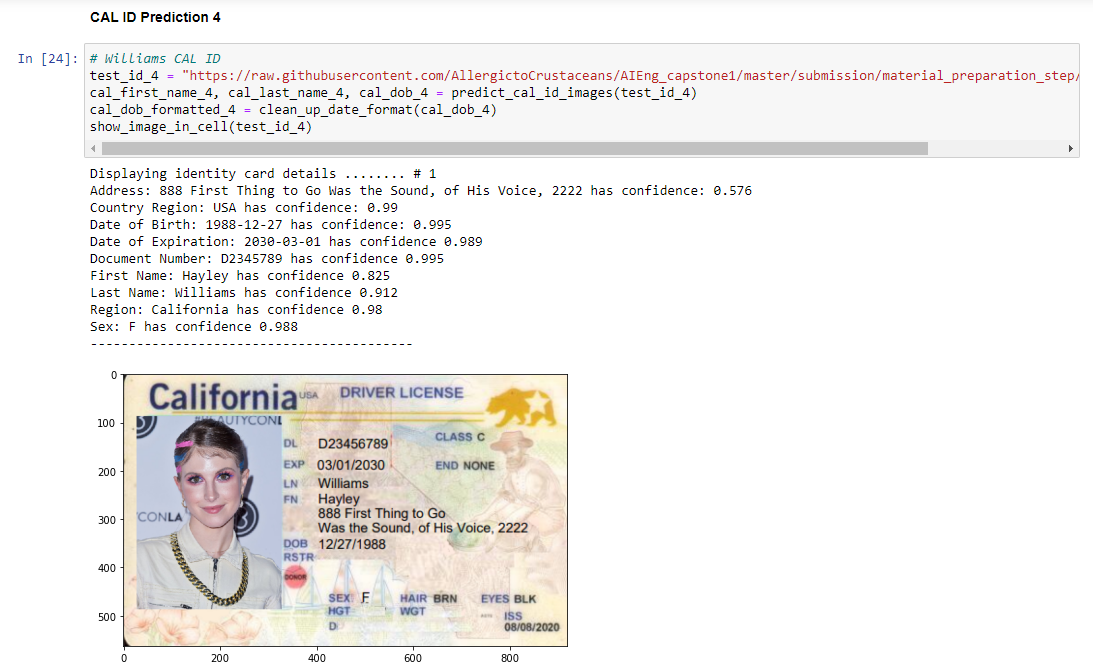 CAL ID Prediction 4
In [24]:
# Williams CAL ID
test_id_4 = "https://raw.githubusercontent.com/AllergictoCrustaceans/AIEng_capstone1/master/submission/material_preparation_step/
cal_first_name_4, cal_last_name_4, cal_dob_4 = predict_cal_id_images(test_id_4)
cal_dob_formatted_4 = clean_up_date_format(cal_dob_4)
show_image_in_cell(test_id_4)
Displaying identity card details ........ # 1
Address: 888 First Thing to Go Was the Sound, of His Voice, 2222 has confidence: 0.576
Country Region: USA has confidence: 0.99
Date of Birth: 1988-12-27 has confidence: 0.995
Date of Expiration: 2030-03-01 has confidence 0.989
Document Number: D2345789 has confidence 0.995
First Name: Hayley has confidence 0.825
Last Name: Williams has confidence 0.912
Region: California has confidence 0.98
Sex: F has confidence 0.988
------------------------------------------
0
100
200
300
400
500
California USA DRIVER LICENSE
AUTYCON
CONLA
DL D23456789 CLASS C
EXP 03/01/2030 END NONE
LN Williams
FN Hayley
888 First Thing to Go
Was the Sound, of His Voice, 2222
DOB 12/27/1988
RSTR
DONOR
SEX F HAIR BRN EYES BLK
HGT WGT ISS
D 08/08/2020
0 200 400 600 800